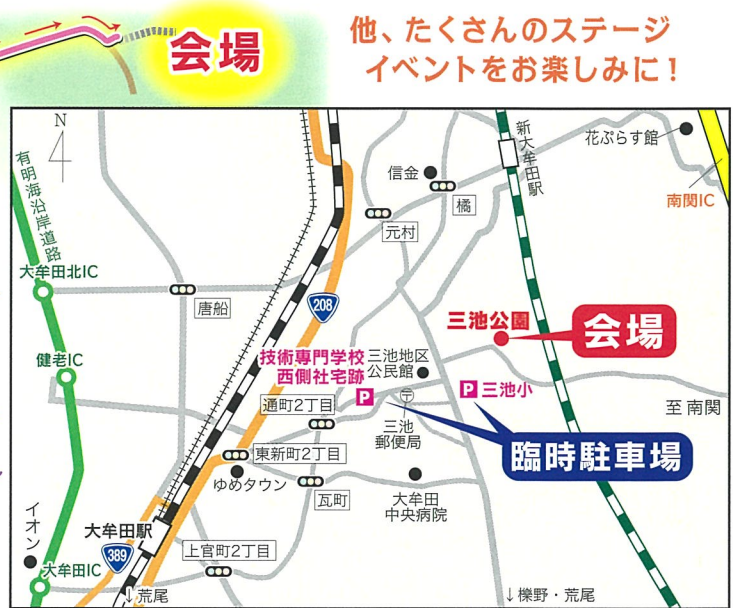 会場
他、たくさんのステージ
イベントをお楽しみに！
N
有明海沿岸道路
新大牟田駅
花ぷらす館
信金
橘
南関IC
元村
大牟田北IC
唐船
208
三池公園
会場
健老IC
技術専門学校
西側社宅跡
三池地区
公民館
P
P 三池小
通町2丁目
〒
三池
郵便局
至 南関
臨時駐車場
東新町2丁目
ゆめタウン
瓦町
大牟田
中央病院
イオン
大牟田駅
389
上官町2丁目
大牟田IC
↓荒尾
↓櫟野・荒尾